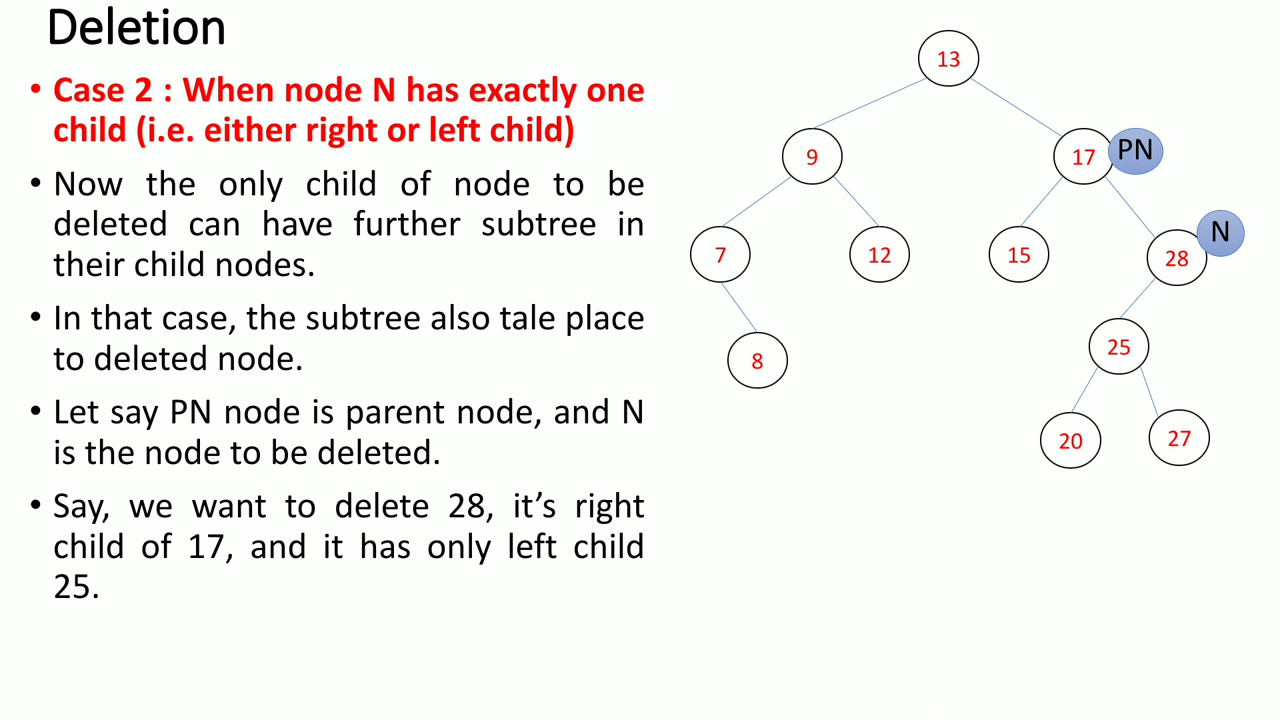 Deletion
• Case 2 : When node N has exactly one
child (i.e. either right or left child)
• Now the only child of node to be
deleted can have further subtree in
their child nodes.
• In that case, the subtree also tale place
to deleted node.
• Let say PN node is parent node, and N
is the node to be deleted.
• Say, we want to delete 28, it’s right
child of 17, and it has only left child
25.
13
9
17
PN
7
12
15
28
N
8
25
20
27